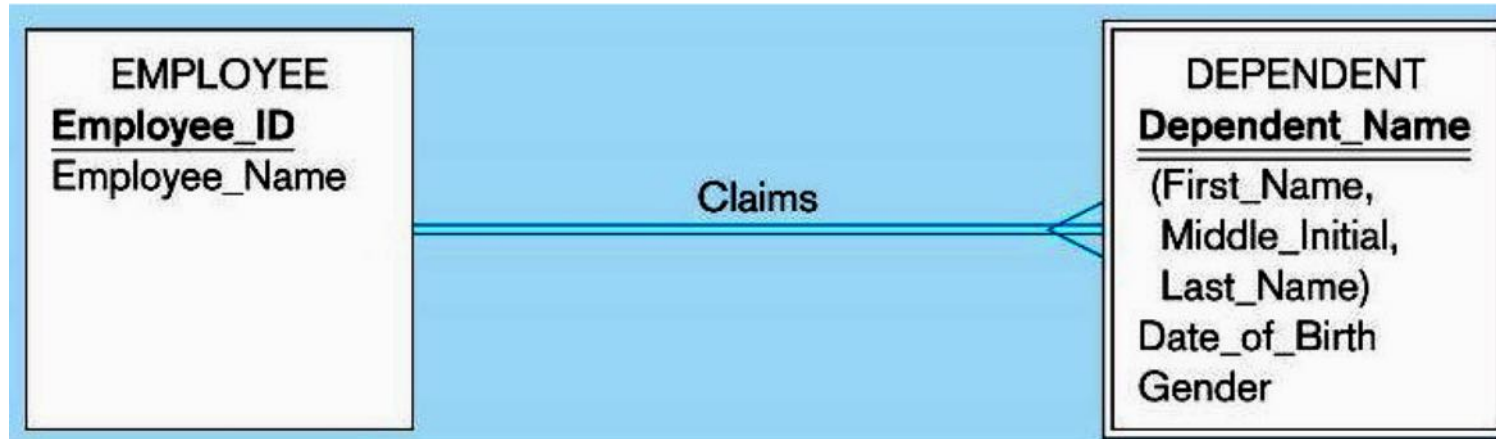 EMPLOYEE
Employee_ID
Employee_Name
Claims
DEPENDENT
Dependent_Name
(First_Name,
Middle_Initial,
Last_Name)
Date_of_Birth
Gender